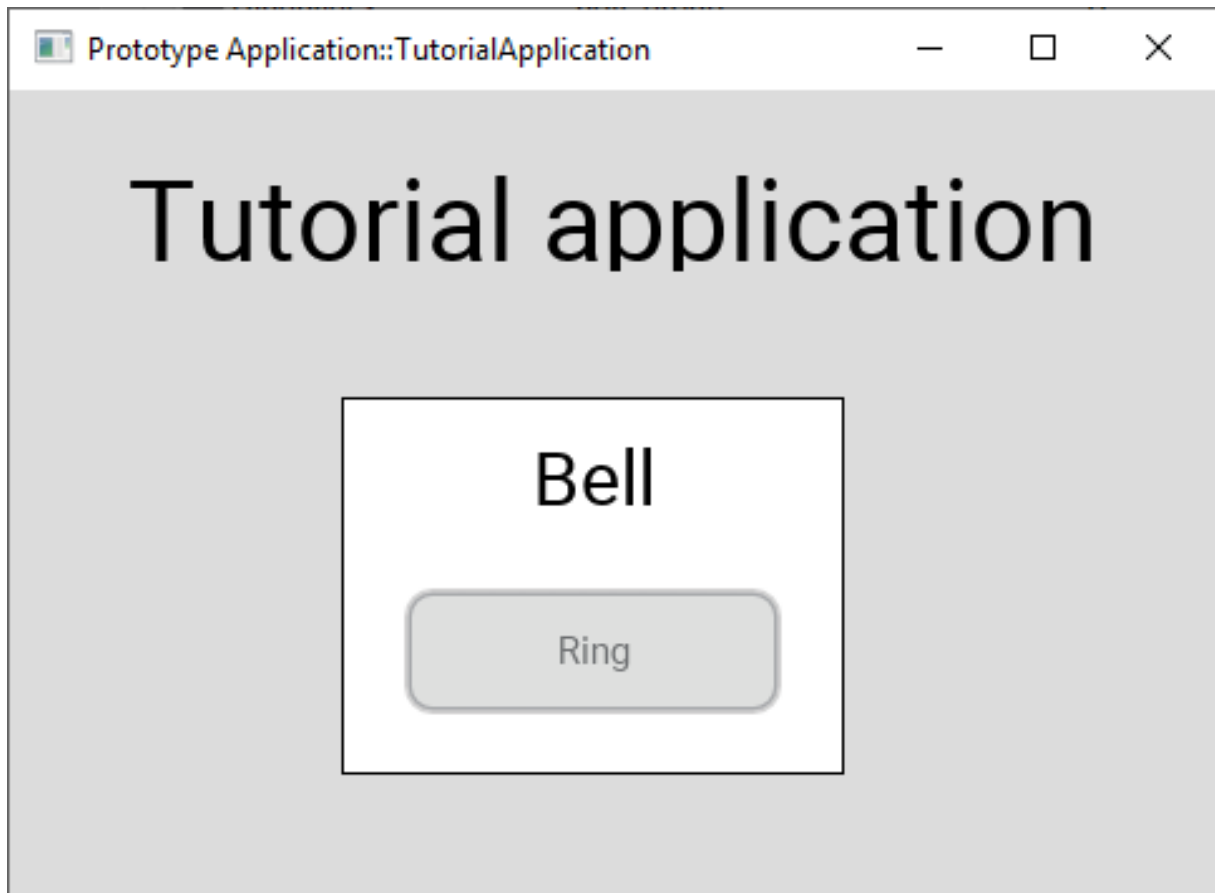 Prototype Application::TutorialApplication
Tutorial application
Bell
Ring